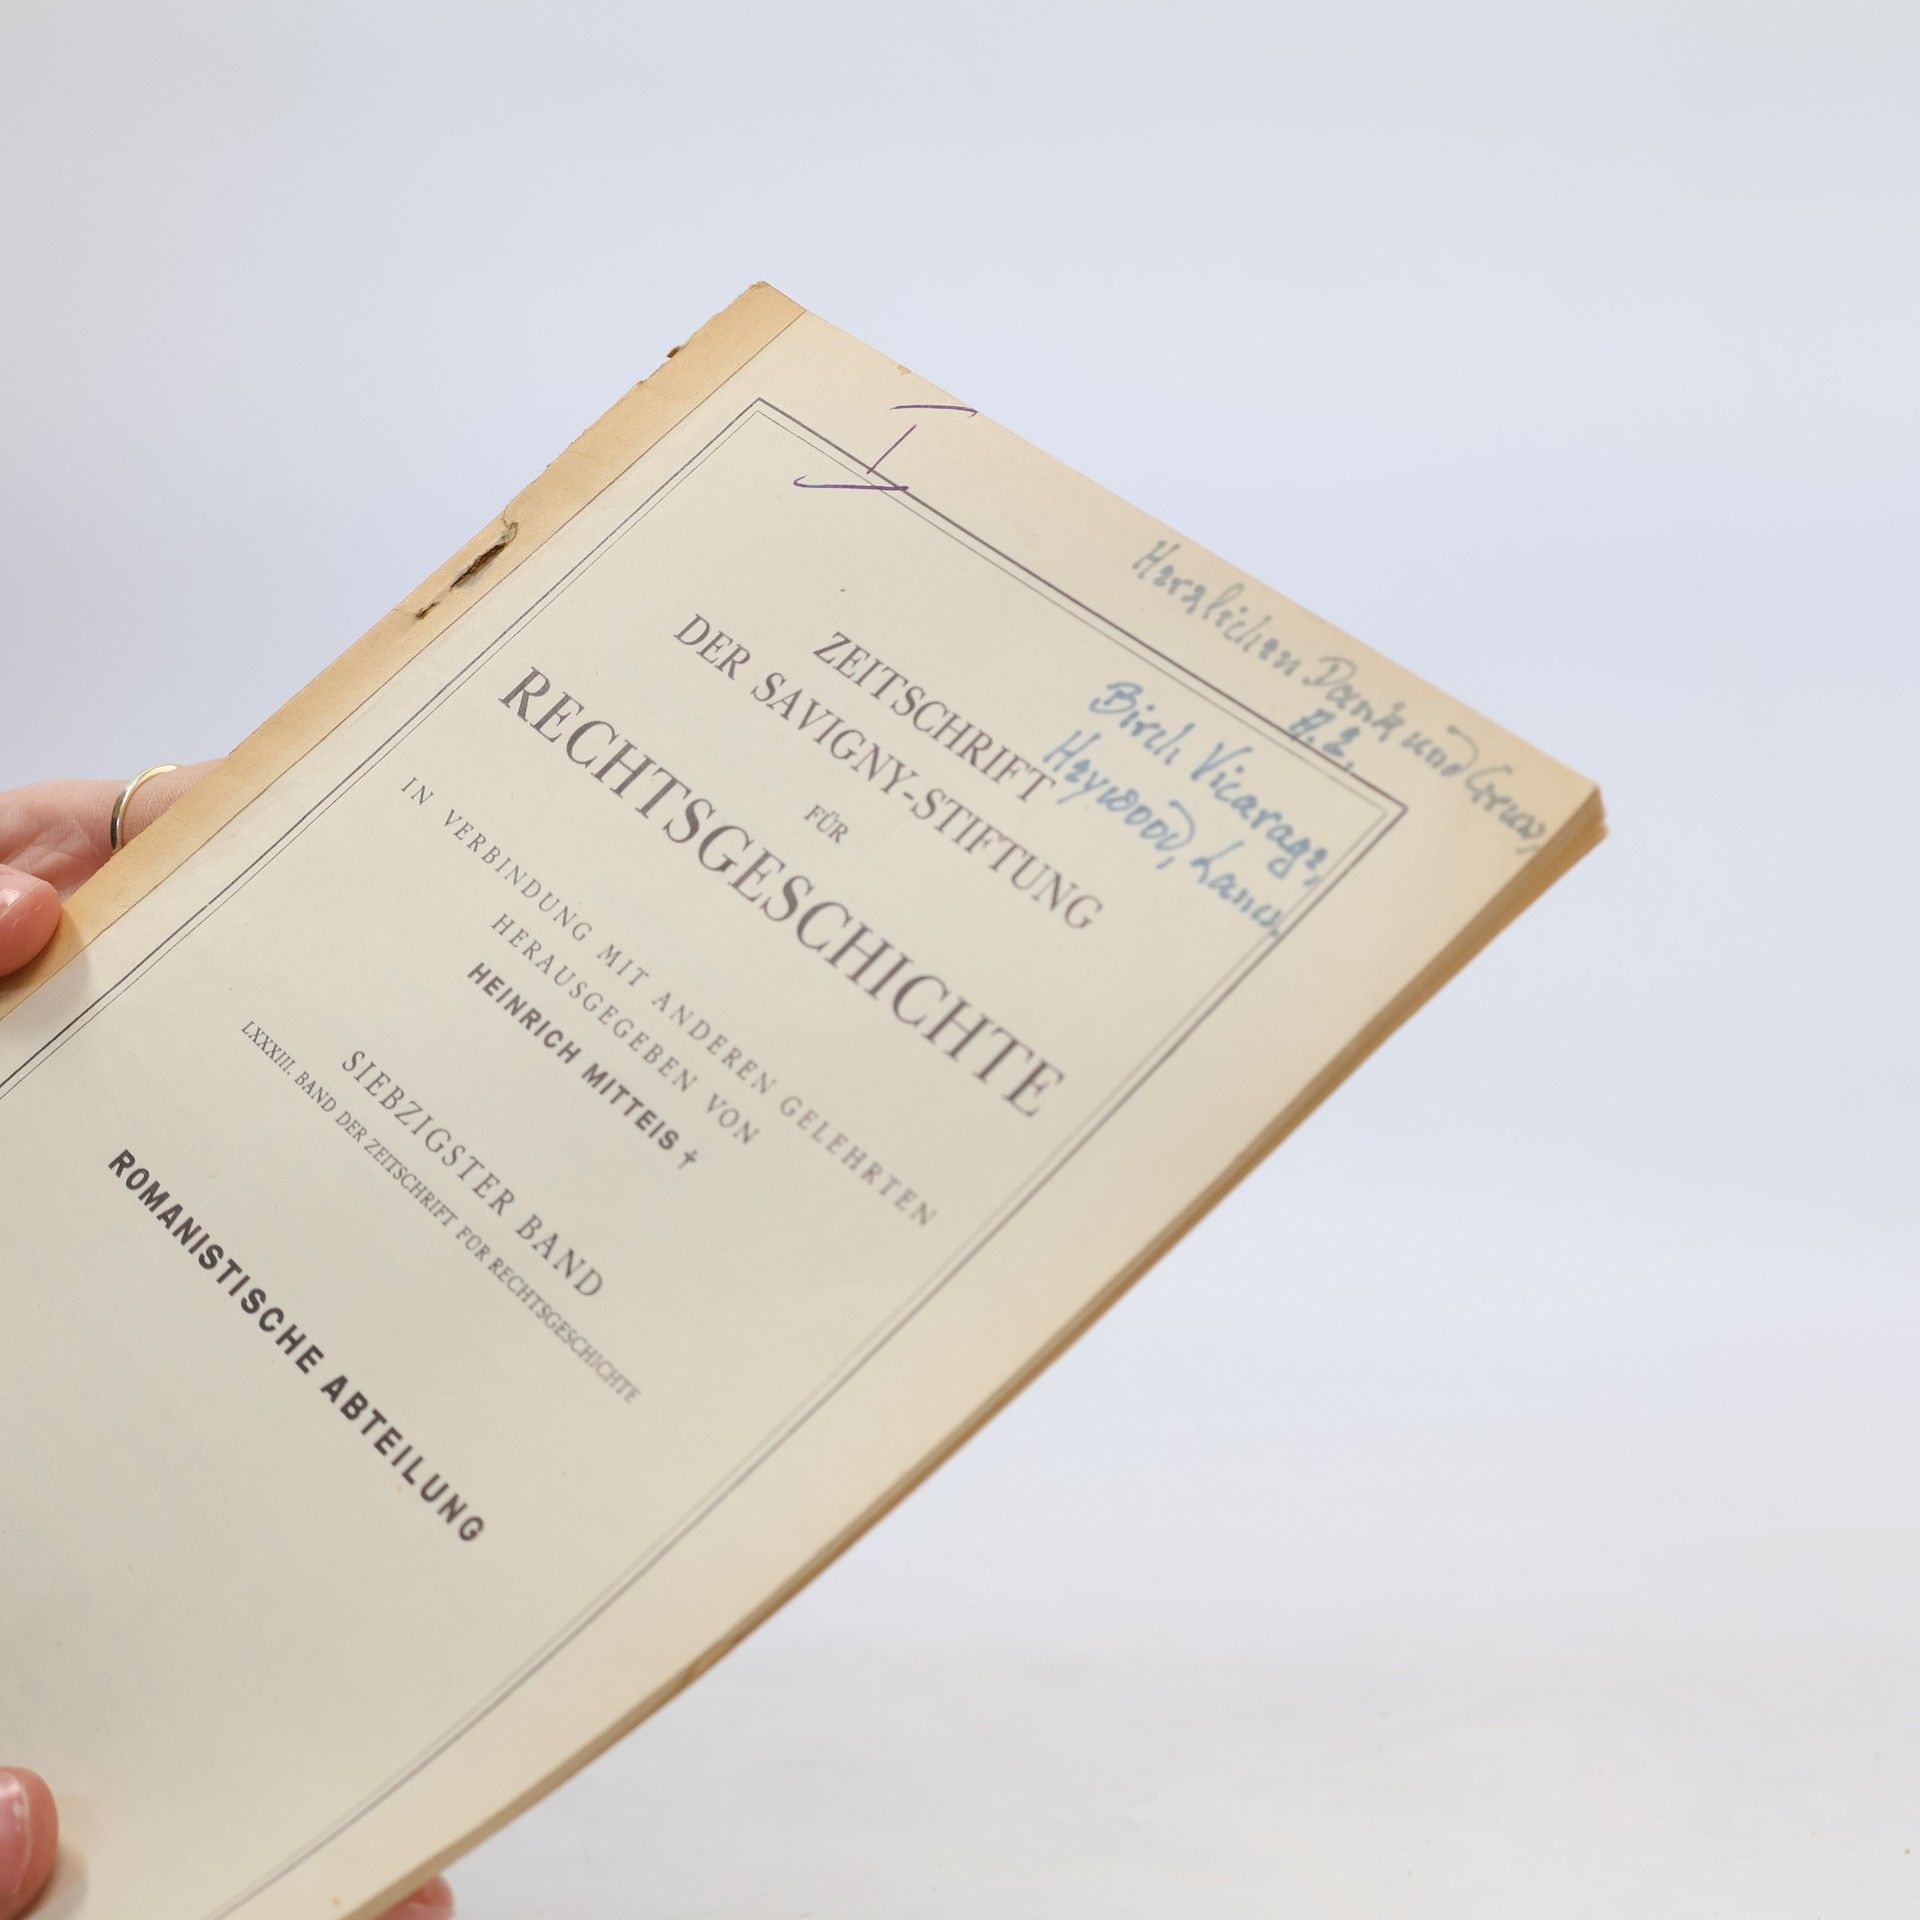 I
Herzlichen Dank und Gruss,
A. E.
Birch Vicarage,
Heywood, Lancs.
ZEITSCHRIFT
DER SAVIGNY-STIFTUNG
FÜR
RECHTSGESCHICHTE
IN VERBINDUNG MIT ANDEREN GELEHRTEN
HERAUSGEGEBEN VON
HEINRICH MITTEIS †
SIEBZIGSTER BAND
LXXXIII. BAND DER ZEITSCHRIFT FÜR RECHTSGESCHICHTE
ROMANISTISCHE ABTEILUNG